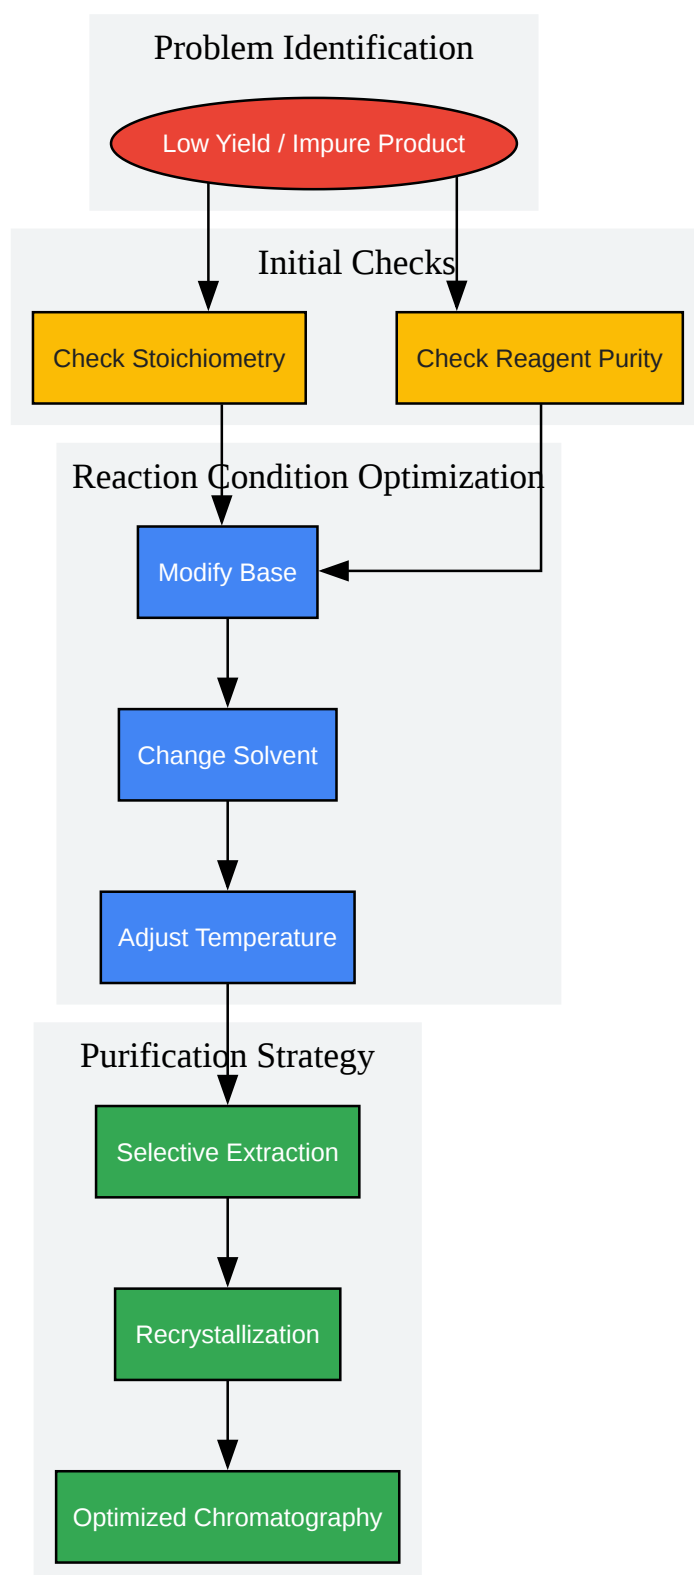 Problem Identification
Low Yield / Impure Product
Initial Checks
Check Stoichiometry
Check Reagent Purity
Reaction Condition Optimization
Modify Base
Change Solvent
Adjust Temperature
Purification Strategy
Selective Extraction
Recrystallization
Optimized Chromatography